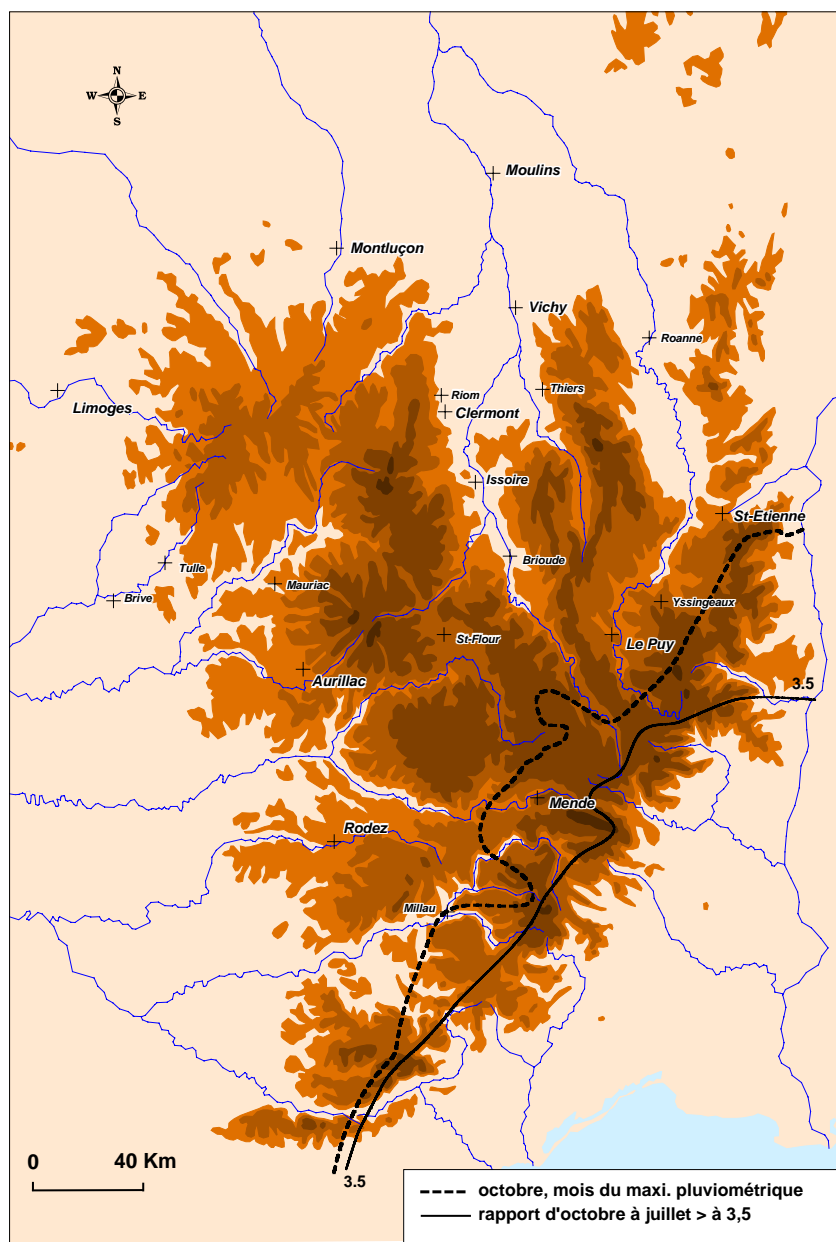 N
W E
S
Moulins
Montluçon
Vichy
Roanne
Thiers
Riom
Limoges
Clermont
Issoire
St-Etienne
Brioude
Tulle
Mauriac
Brive
Yssingeaux
St-Flour
Le Puy
Aurillac
3.5
Mende
Rodez
Millau
0 40 Km
3.5
octobre, mois du maxi. pluviométrique
rapport d'octobre à juillet > à 3,5